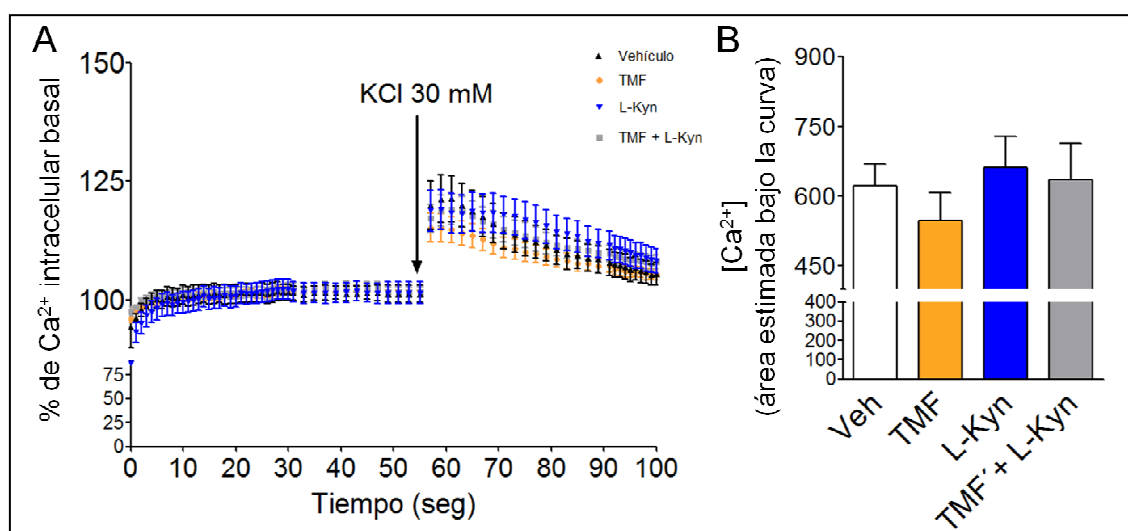 A
% de Ca²⁺ intracelular basal
150
125
100
75
50
25
0
0 10 20 30 40 50 60 70 80 90 100
Tiempo (seg)
KCl 30 mM
Vehículo
TMF
L-Kyn
TMF + L-Kyn
B
[Ca²⁺]
(área estimada bajo la curva)
900
750
600
450
400
300
200
100
0
Veh
TMF
L-Kyn
TMF´+ L-Kyn